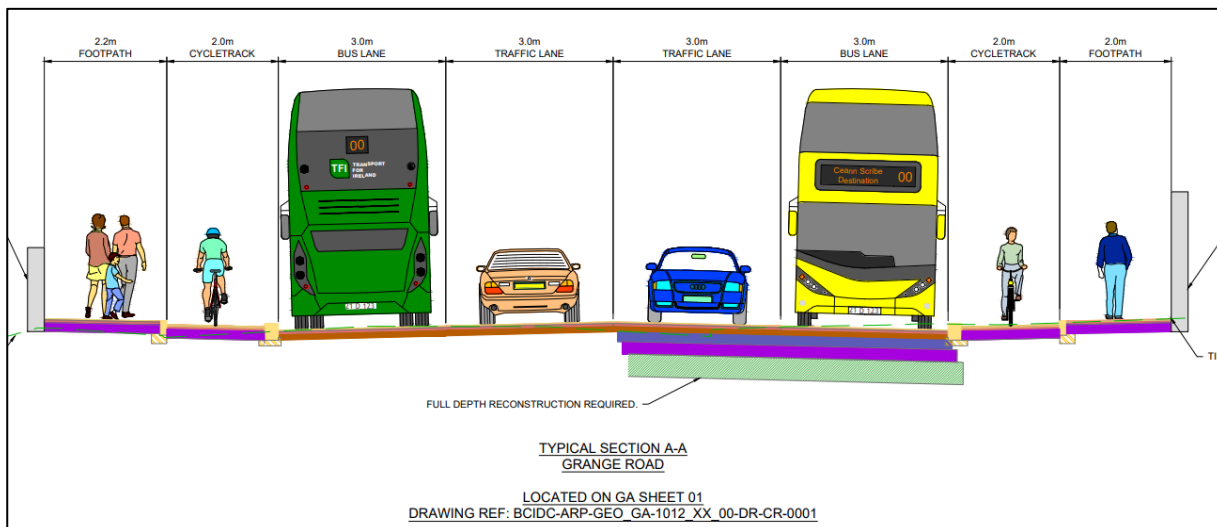 2.2m
FOOTPATH
2.0m
CYCLETRACK
3.0m
BUS LANE
3.0m
TRAFFIC LANE
3.0m
TRAFFIC LANE
3.0m
BUS LANE
2.0m
CYCLETRACK
2.0m
FOOTPATH
00
TFI
TRANSPORT
FOR
IRELAND
Ceann Scribe
Destination
00
TI
FULL DEPTH RECONSTRUCTION REQUIRED.
TYPICAL SECTION A-A
GRANGE ROAD
LOCATED ON GA SHEET 01
DRAWING REF: BCIDC-ARP-GEO_GA-1012_XX_00-DR-CR-0001